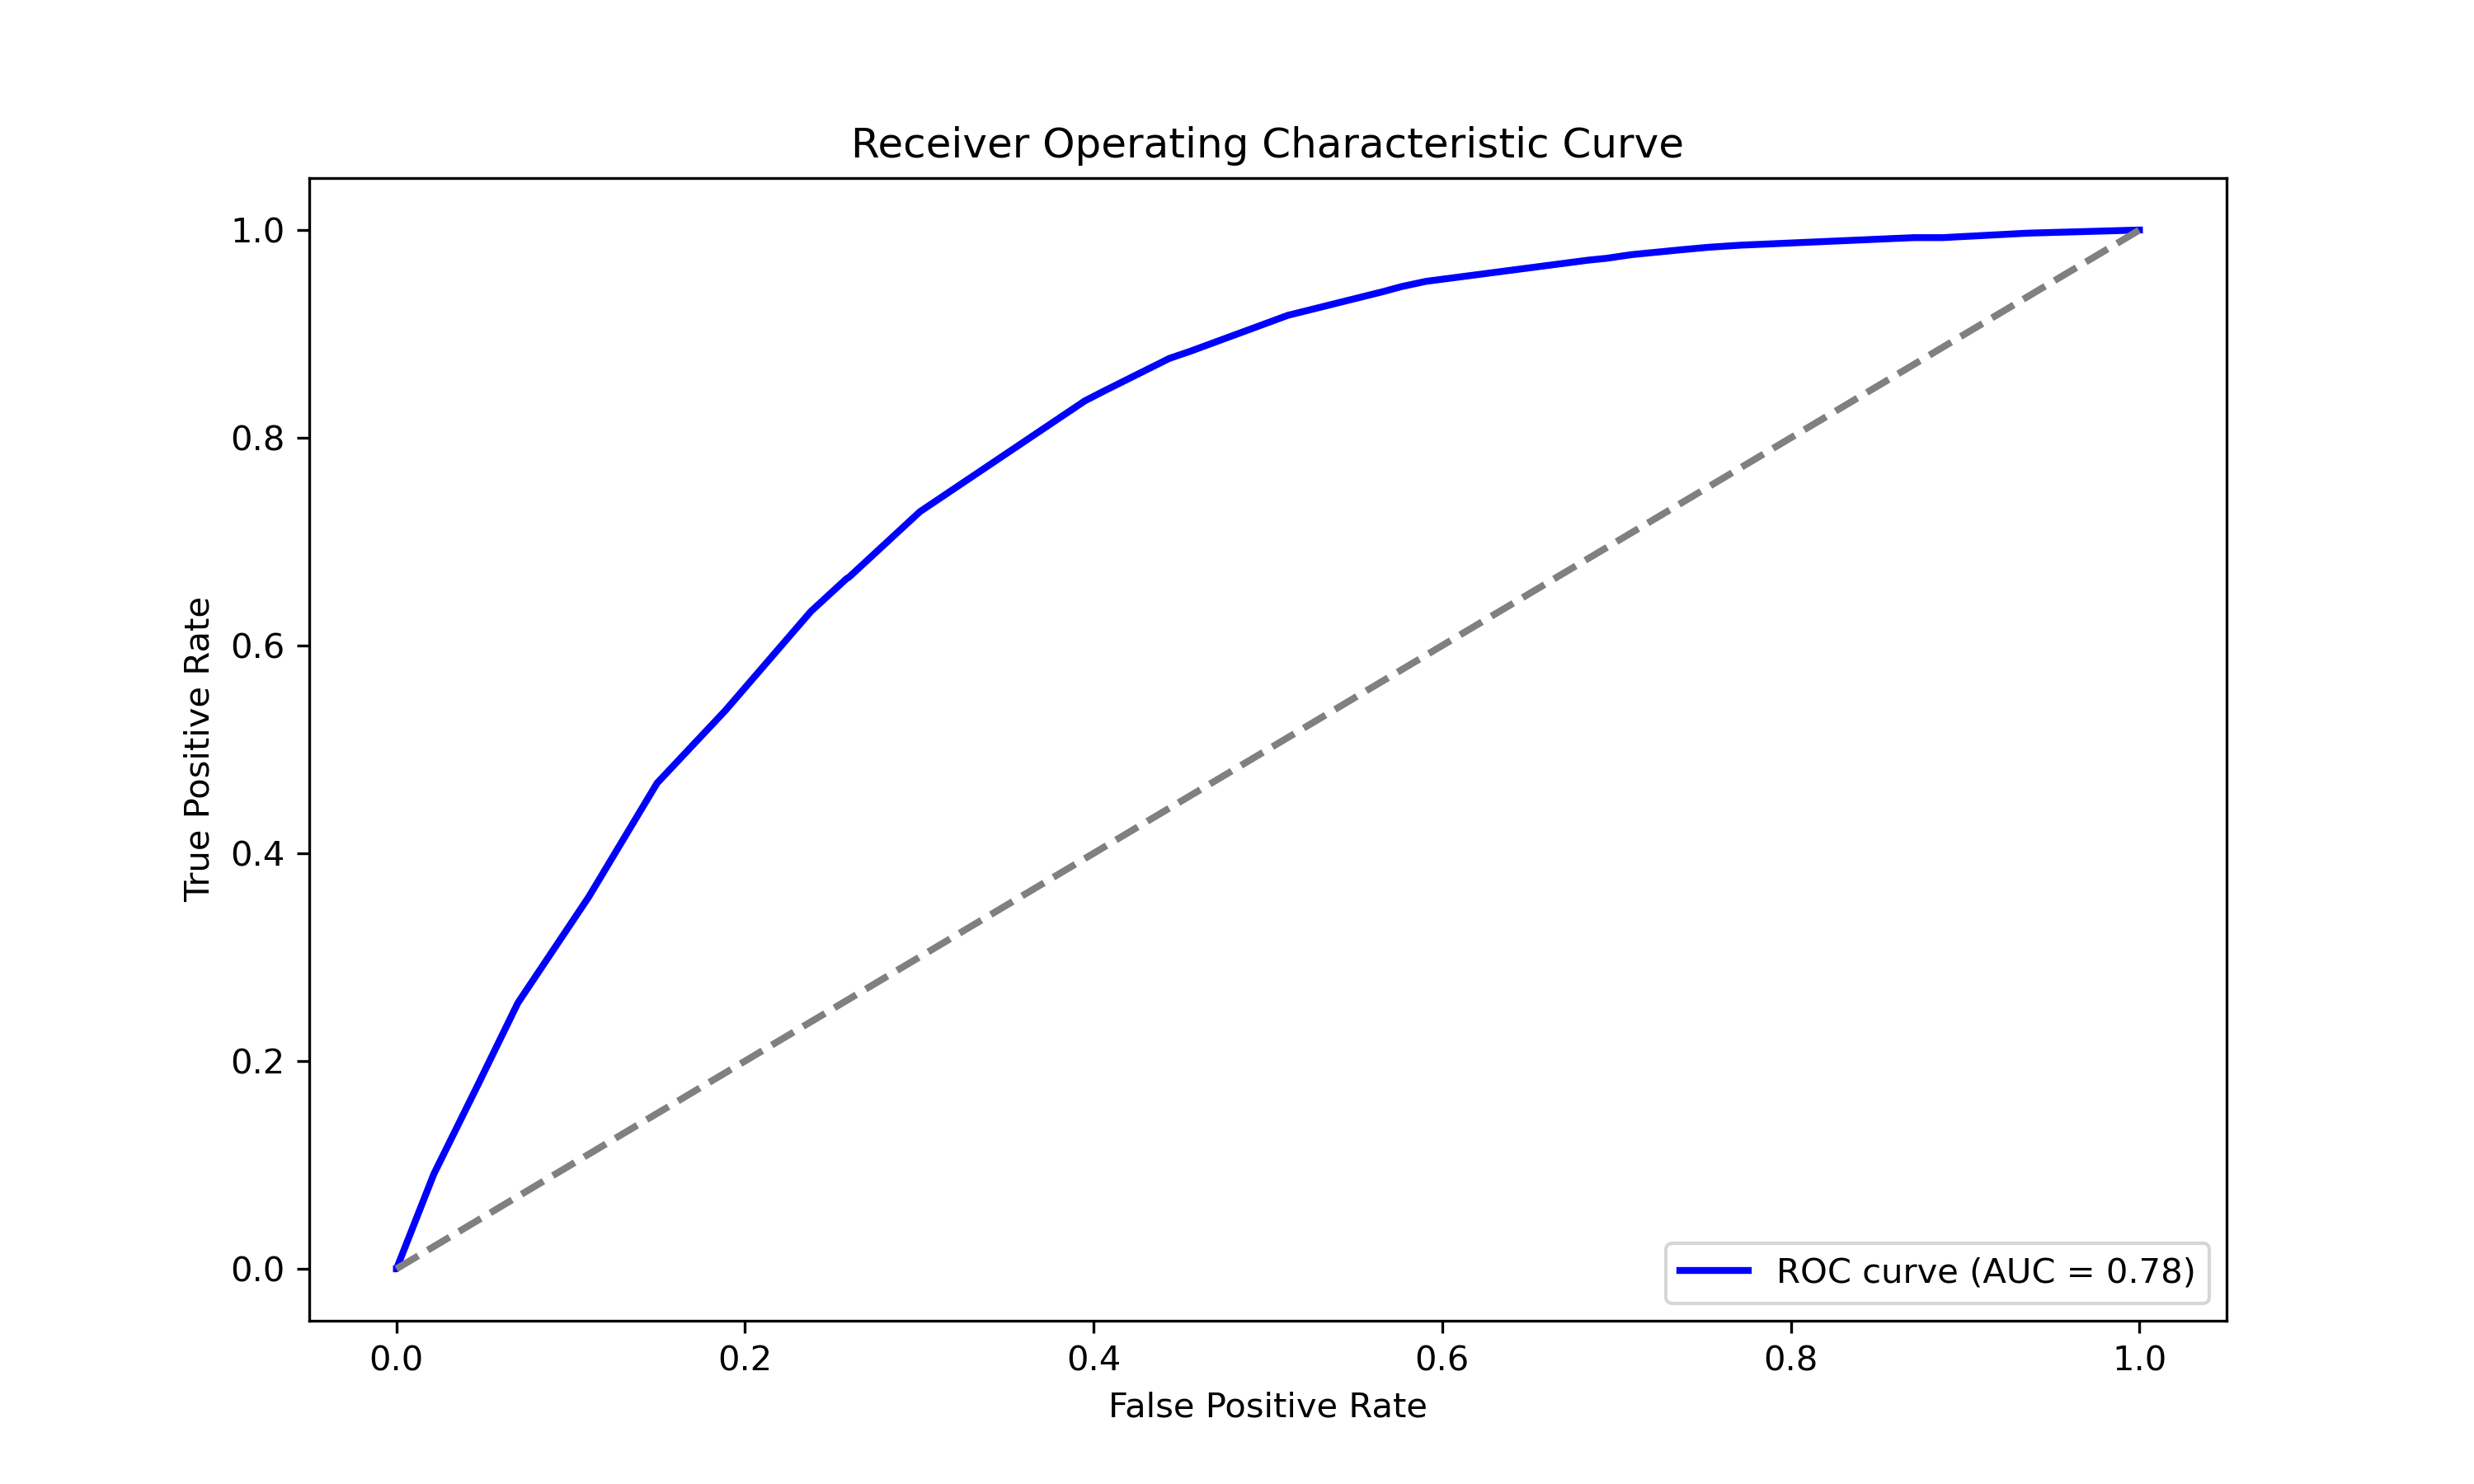 Receiver Operating Characteristic Curve
True Positive Rate
1.0
0.8
0.6
0.4
0.2
0.0
ROC curve (AUC = 0.78)
0.0 0.2 0.4 0.6 0.8 1.0
False Positive Rate